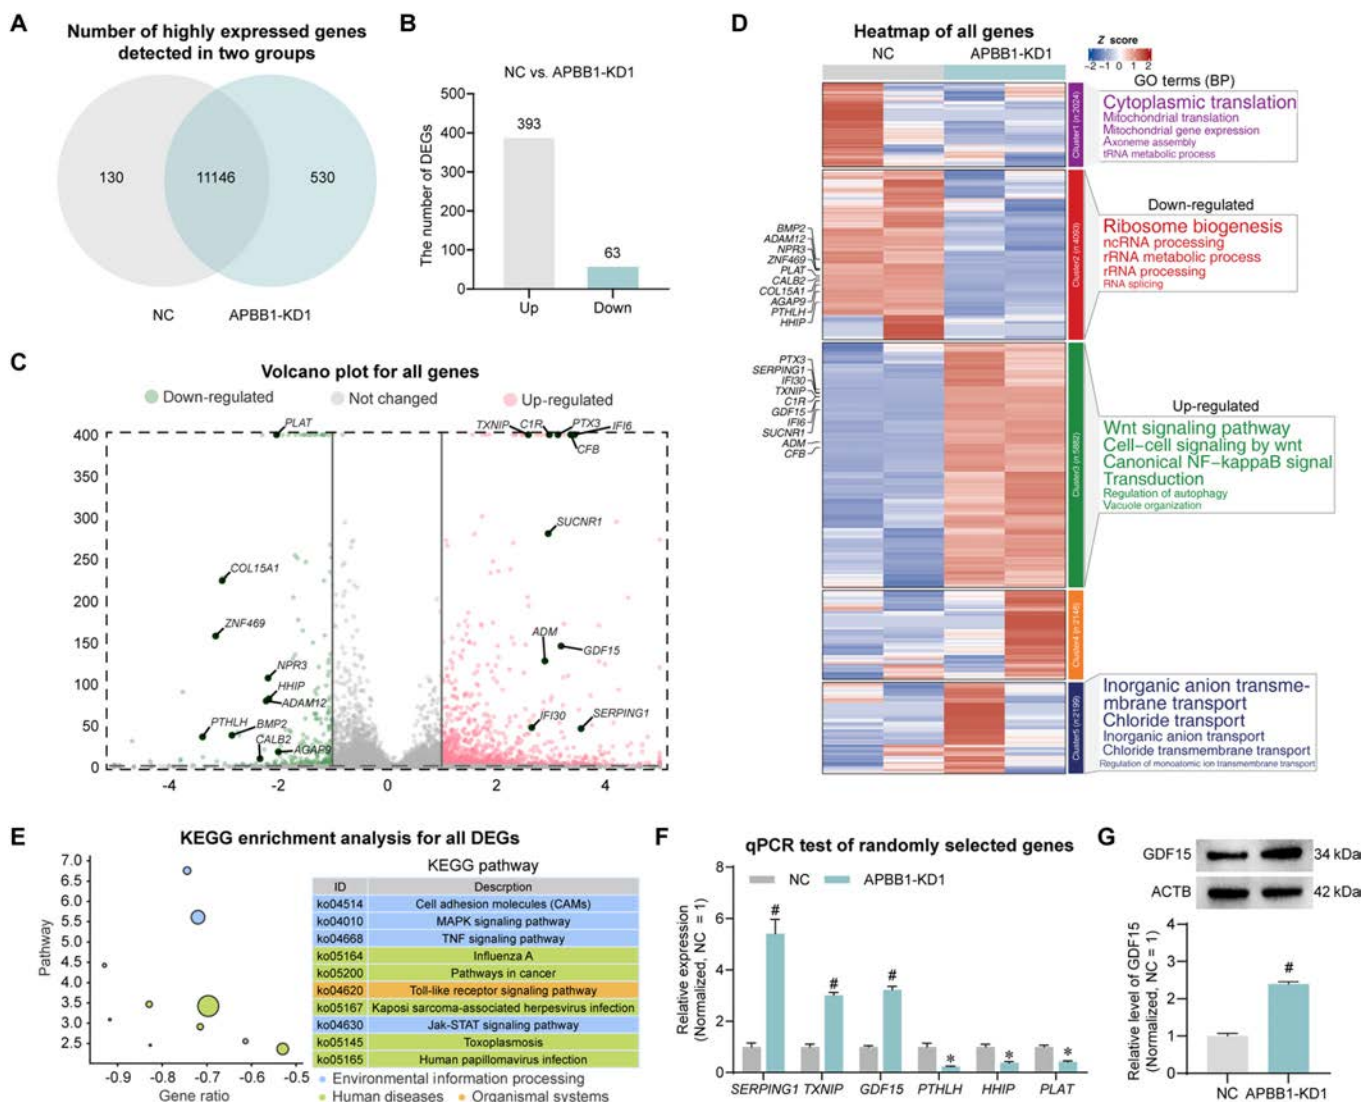 A
Number of highly expressed genes
detected in two groups
130
11146
530
NC
APBB1-KD1
B
NC vs. APBB1-KD1
The number of DEGs
500
400
300
200
100
0
393
63
Up
Down
C
Volcano plot for all genes
Down-regulated
Not changed
Up-regulated
400
350
300
250
200
150
100
50
0
-4
-2
0
2
4
PLAT
TXNIP
C1R
PTX3
IFI6
CFB
SUCNR1
COL15A1
ZNF469
ADM
GDF15
NPR3
HHIP
ADAM12
PTHLH
BMP2
CALB2
AGAP9
IFI30
SERPING1
D
Heatmap of all genes
Z score
-2 -1 0 1 2
NC
APBB1-KD1
GO terms (BP)
Cluster1 (n:2024)
Cytoplasmic translation
Mitochondrial translation
Mitochondrial gene expression
Axoneme assembly
tRNA metabolic process
BMP2
ADAM12
NPR3
ZNF469
PLAT
CALB2
COL15A1
AGAP9
PTHLH
HHIP
Cluster2 (n:4093)
Down-regulated
Ribosome biogenesis
ncRNA processing
rRNA metabolic process
rRNA processing
RNA splicing
PTX3
SERPING1
IFI30
TXNIP
C1R
GDF15
IFI6
SUCNR1
ADM
CFB
Cluster3 (n:5882)
Up-regulated
Wnt signaling pathway
Cell-cell signaling by wnt
Canonical NF-kappaB signal
Transduction
Regulation of autophagy
Vacuole organization
Cluster4 (n:2148)
Cluster5 (n:2199)
Inorganic anion transme-
mbrane transport
Chloride transport
Inorganic anion transport
Chloride transmembrane transport
Regulation of monoatomic ion transmembrane transport
E
KEGG enrichment analysis for all DEGs
Pathway
7.0
6.5
6.0
5.5
5.0
4.5
4.0
3.5
3.0
2.5
-0.9
-0.8
-0.7
-0.6
-0.5
Gene ratio
KEGG pathway
ID Descrption
ko04514 Cell adhesion molecules (CAMs)
ko04010 MAPK signaling pathway
ko04668 TNF signaling pathway
ko05164 Influenza A
ko05200 Pathways in cancer
ko04620 Toll-like receptor signaling pathway
ko05167 Kaposi sarcoma-associated herpesvirus infection
ko04630 Jak-STAT signaling pathway
ko05145 Toxoplasmosis
ko05165 Human papillomavirus infection
Environmental information processing
Human diseases
Organismal systems
F
qPCR test of randomly selected genes
NC
APBB1-KD1
Relative expression
(Normalized, NC = 1)
8
6
4
2
0
#
#
#
*
*
*
SERPING1
TXNIP
GDF15
PTHLH
HHIP
PLAT
G
GDF15
34 kDa
ACTB
42 kDa
Relative level of GDF15
(Normalized, NC = 1)
4
3
2
1
0
#
NC
APBB1-KD1